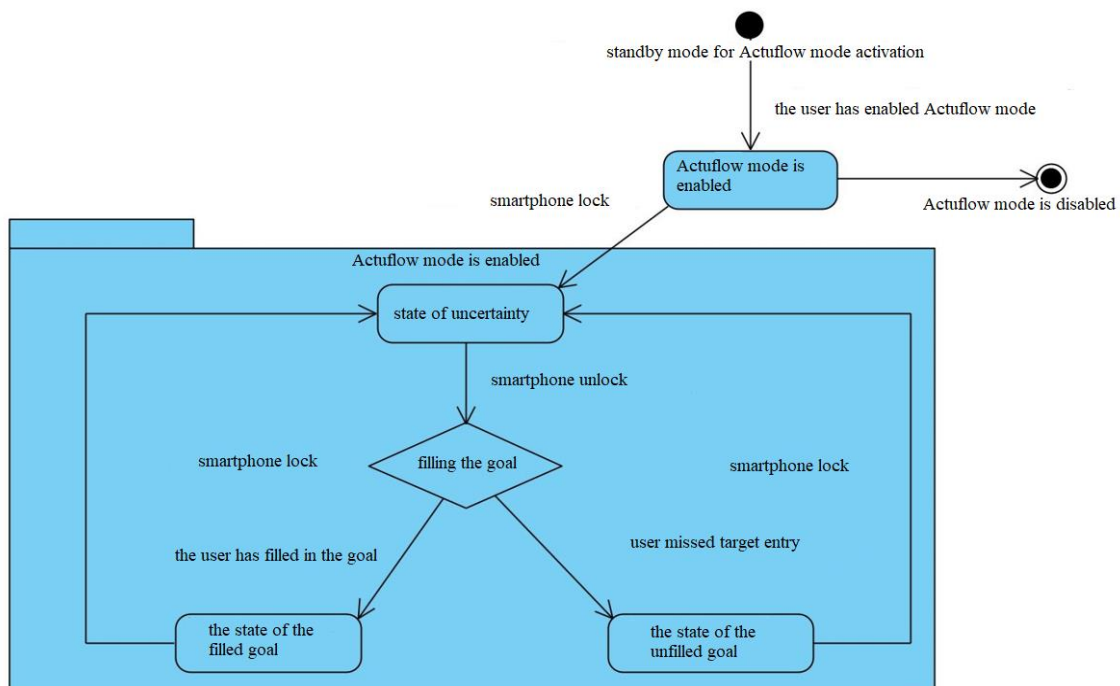 standby mode for Actuflow mode activation
the user has enabled Actuflow mode
Actuflow mode is
enabled
smartphone lock
Actuflow mode is disabled
Actuflow mode is enabled
state of uncertainty
smartphone unlock
smartphone lock
filling the goal
smartphone lock
the user has filled in the goal
user missed target entry
the state of the
filled goal
the state of the
unfilled goal